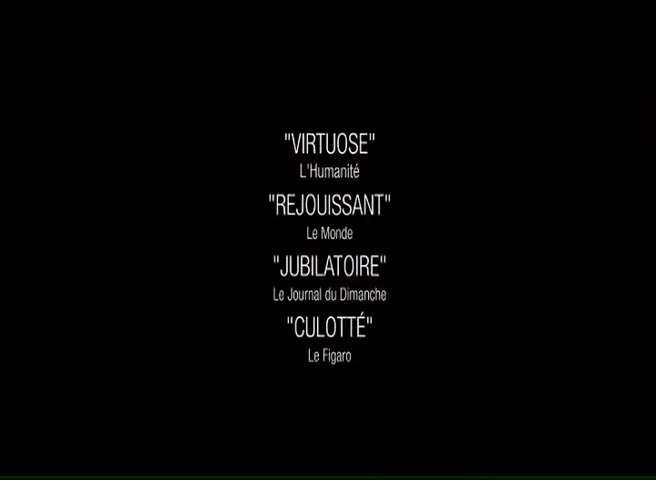 "VIRTUOSE"
L'Humanité
"REJOUISSANT"
Le Monde
"JUBILATOIRE"
Le Journal du Dimanche
"CULOTTÉ"
Le Figaro